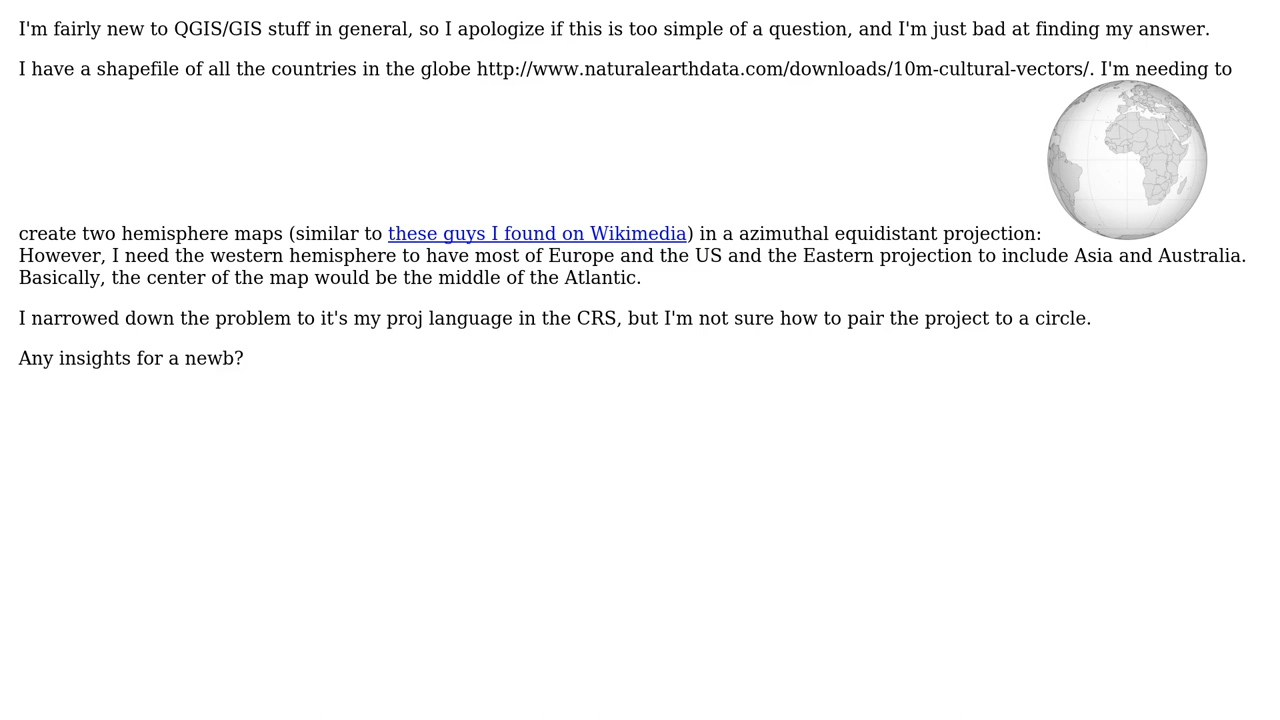 I'm fairly new to QGIS/GIS stuff in general, so I apologize if this is too simple of a question, and I'm just bad at finding my answer.
I have a shapefile of all the countries in the globe http://www.naturalearthdata.com/downloads/10m-cultural-vectors/. I'm needing to
create two hemisphere maps (similar to these guys I found on Wikimedia) in a azimuthal equidistant projection:
However, I need the western hemisphere to have most of Europe and the US and the Eastern projection to include Asia and Australia.
Basically, the center of the map would be the middle of the Atlantic.
I narrowed down the problem to it's my proj language in the CRS, but I'm not sure how to pair the project to a circle.
Any insights for a newb?